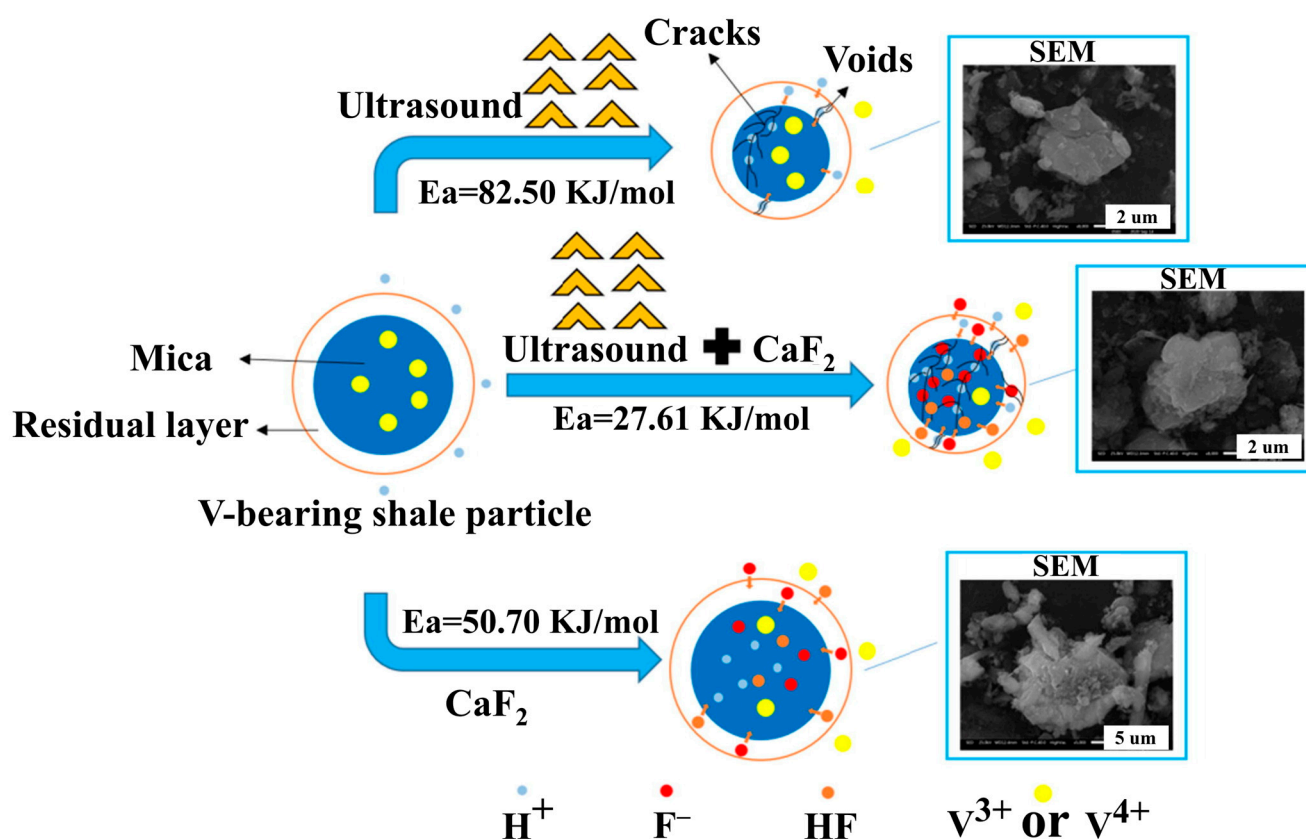 Cracks
SEM
Voids
Ultrasound
Ea=82.50 KJ/mol
2 um
SEM
Mica
Ultrasound + CaF₂
Ea=27.61 KJ/mol
Residual layer
2 um
V-bearing shale particle
SEM
Ea=50.70 KJ/mol
CaF₂
5 um
H⁺ F⁻ HF V³⁺ or V⁴⁺